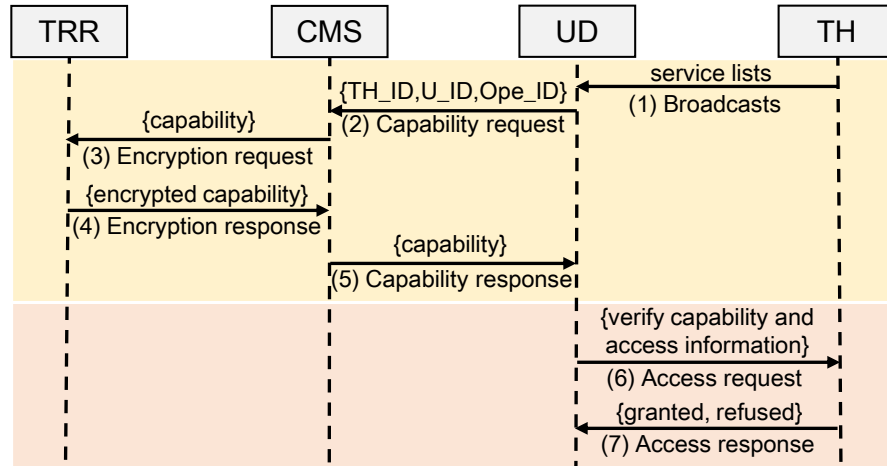 TRR
CMS
UD
TH
service lists
(1) Broadcasts
{TH_ID,U_ID,Ope_ID}
(2) Capability request
{capability}
(3) Encryption request
{encrypted capability}
(4) Encryption response
{capability}
(5) Capability response
{verify capability and
access information}
(6) Access request
{granted, refused}
(7) Access response